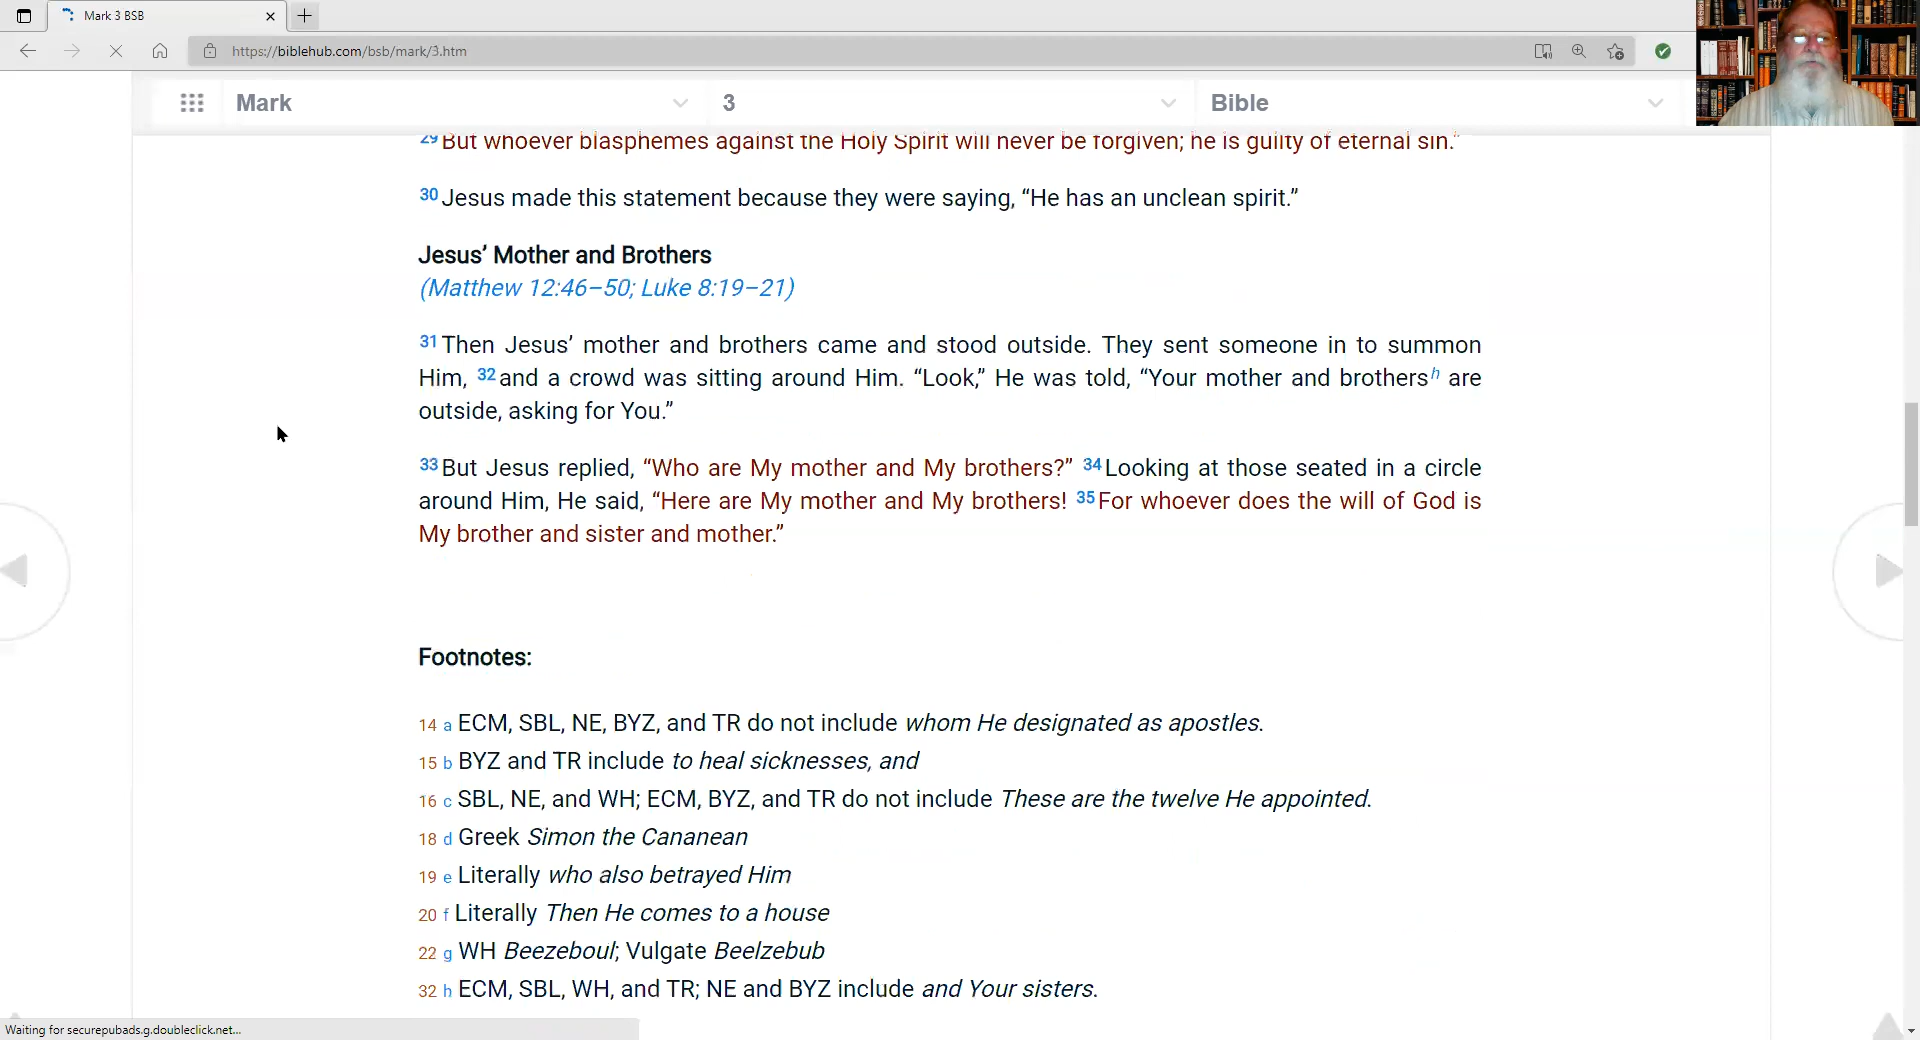 Mark 3 BSB
https://biblehub.com/bsb/mark/3.htm
Mark 3 Bible
29 But whoever blasphemes against the Holy Spirit will never be forgiven; he is guilty of eternal sin.”
30 Jesus made this statement because they were saying, “He has an unclean spirit.”
Jesus’ Mother and Brothers
(Matthew 12:46–50; Luke 8:19–21)
31 Then Jesus’ mother and brothers came and stood outside. They sent someone in to summon
Him, 32 and a crowd was sitting around Him. “Look,” He was told, “Your mother and brothers h are
outside, asking for You.”
33 But Jesus replied, “Who are My mother and My brothers?” 34 Looking at those seated in a circle
around Him, He said, “Here are My mother and My brothers! 35 For whoever does the will of God is
My brother and sister and mother.”
Footnotes:
14 a ECM, SBL, NE, BYZ, and TR do not include whom He designated as apostles.
15 b BYZ and TR include to heal sicknesses, and
16 c SBL, NE, and WH; ECM, BYZ, and TR do not include These are the twelve He appointed.
18 d Greek Simon the Cananean
19 e Literally who also betrayed Him
20 f Literally Then He comes to a house
22 g WH Beezeboul; Vulgate Beelzebub
32 h ECM, SBL, WH, and TR; NE and BYZ include and Your sisters.
Waiting for securepubads.g.doubleclick.net...